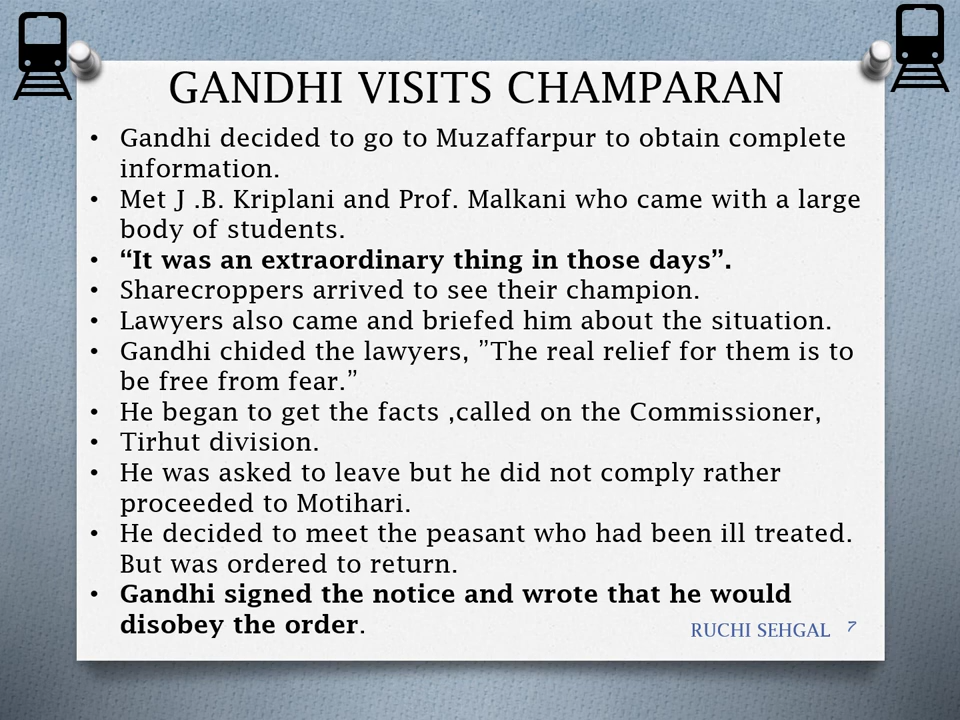 GANDHI VISITS CHAMPARAN
• Gandhi decided to go to Muzaffarpur to obtain complete
information.
• Met J .B. Kriplani and Prof. Malkani who came with a large
body of students.
• “It was an extraordinary thing in those days”.
• Sharecroppers arrived to see their champion.
• Lawyers also came and briefed him about the situation.
• Gandhi chided the lawyers, ”The real relief for them is to
be free from fear.”
• He began to get the facts ,called on the Commissioner,
• Tirhut division.
• He was asked to leave but he did not comply rather
proceeded to Motihari.
• He decided to meet the peasant who had been ill treated.
But was ordered to return.
• Gandhi signed the notice and wrote that he would
disobey the order.
RUCHI SEHGAL 7